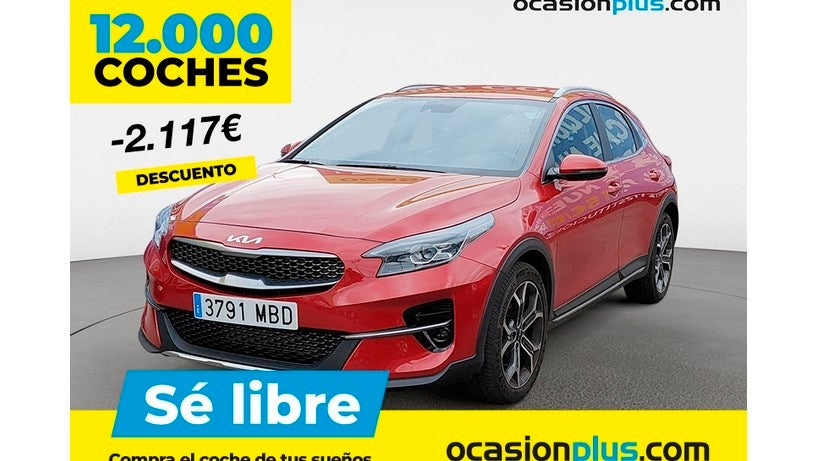 ocasionplus.com
12.000
COCHES
-2.117€
DESCUENTO
KIA
3791 MBD
Sé libre
Compra el coche de tus sueños
ocasionplus.com